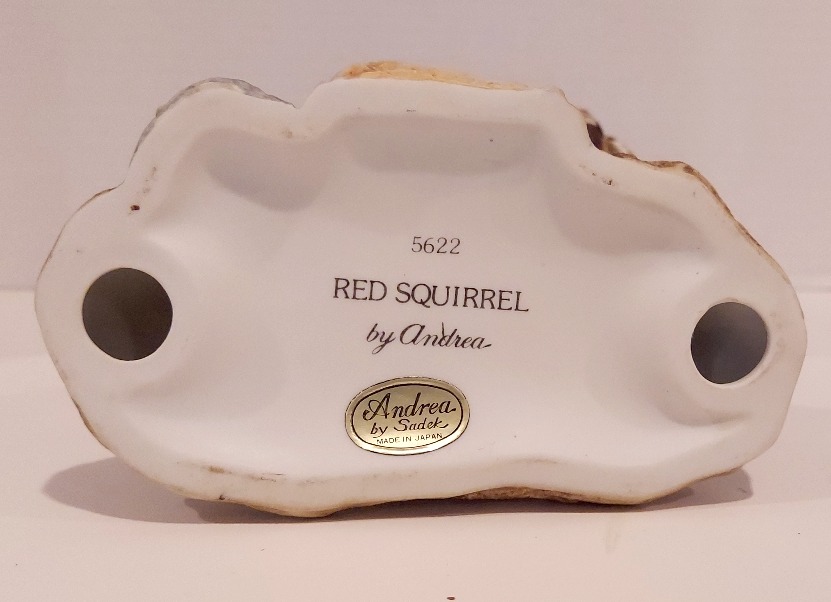 5622
RED SQUIRREL
by Andrea
Andrea
by Sadek
MADE IN JAPAN